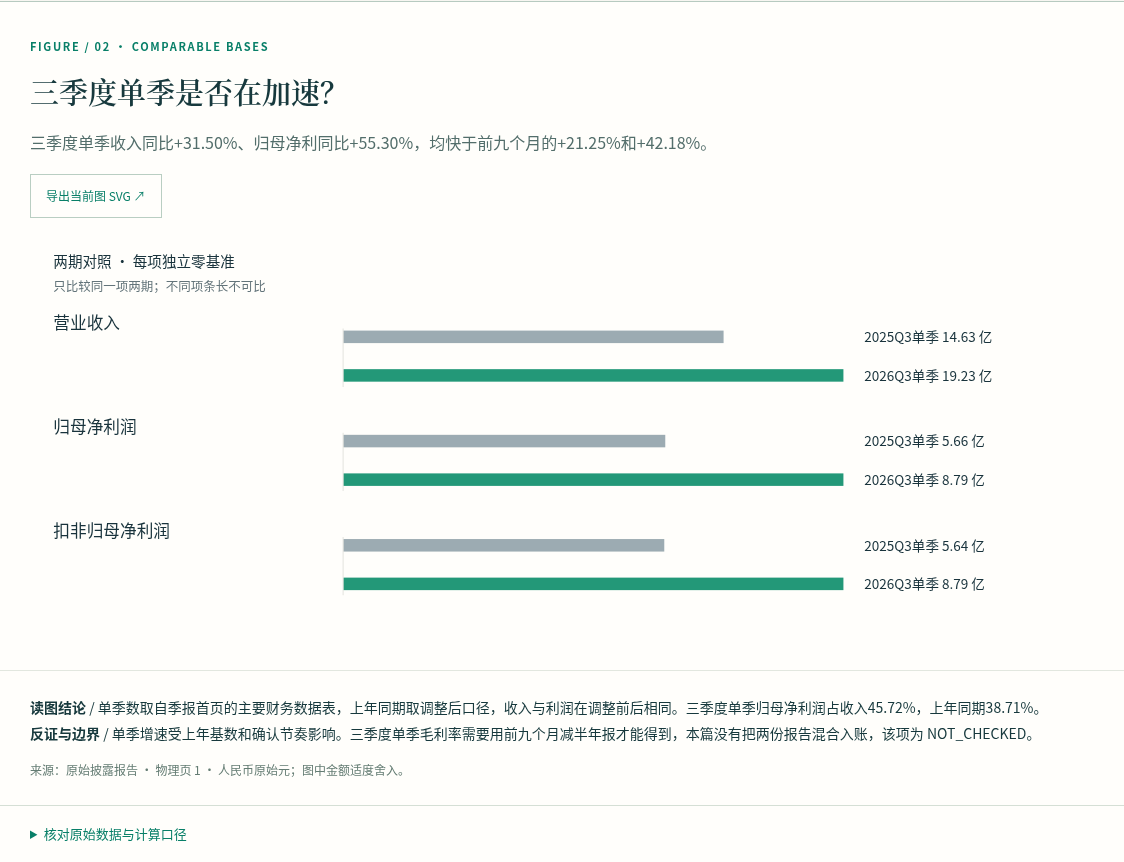 FIGURE / 02 · COMPARABLE BASES
三季度单季是否在加速?
三季度单季收入同比+31.50%、归母净利同比+55.30%，均快于前九个月的+21.25%和+42.18%。
导出当前图 SVG ↗
两期对照 · 每项独立零基准
只比较同一项两期；不同项条长不可比
营业收入
2025Q3单季 14.63 亿
2026Q3单季 19.23 亿
归母净利润
2025Q3单季 5.66 亿
2026Q3单季 8.79 亿
扣非归母净利润
2025Q3单季 5.64 亿
2026Q3单季 8.79 亿
读图结论 / 单季数取自季报首页的主要财务数据表，上年同期取调整后口径，收入与利润在调整前后相同。三季度单季归母净利润占收入45.72%，上年同期38.71%。
反证与边界 / 单季增速受上年基数和确认节奏影响。三季度单季毛利率需要用前九个月减半年报才能得到，本篇没有把两份报告混合入账，该项为 NOT_CHECKED。
来源：原始披露报告 · 物理页 1 · 人民币原始元；图中金额适度舍入。
▶ 核对原始数据与计算口径